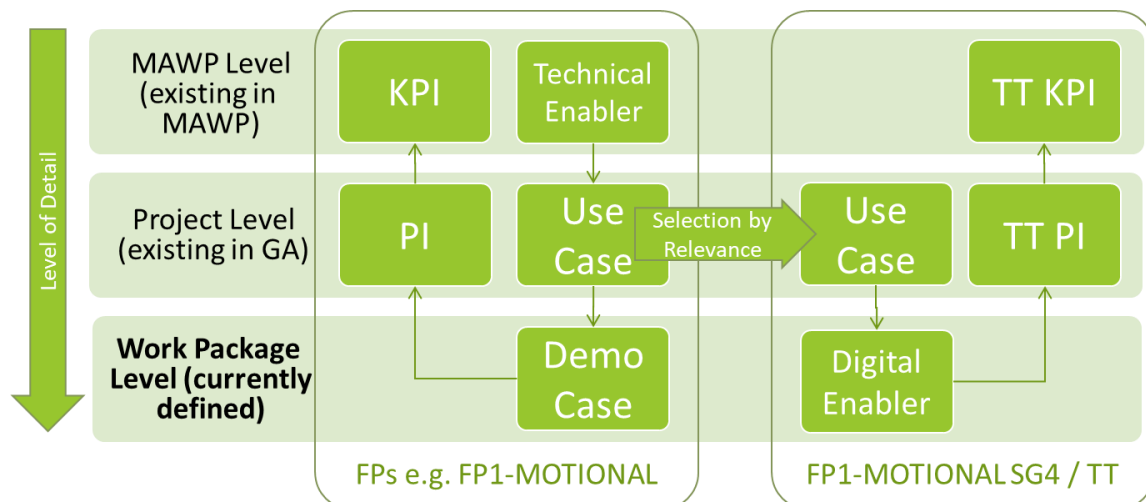 Level of Detail
MAWP Level
(existing in
MAWP)
KPI
Technical
Enabler
TT KPI
Project Level
(existing in GA)
PI
Use
Case
Selection by
Relevance
Use
Case
TT PI
Work Package
Level (currently
defined)
Demo
Case
Digital
Enabler
FPs e.g. FP1-MOTIONAL
FP1-MOTIONAL SG4 / TT